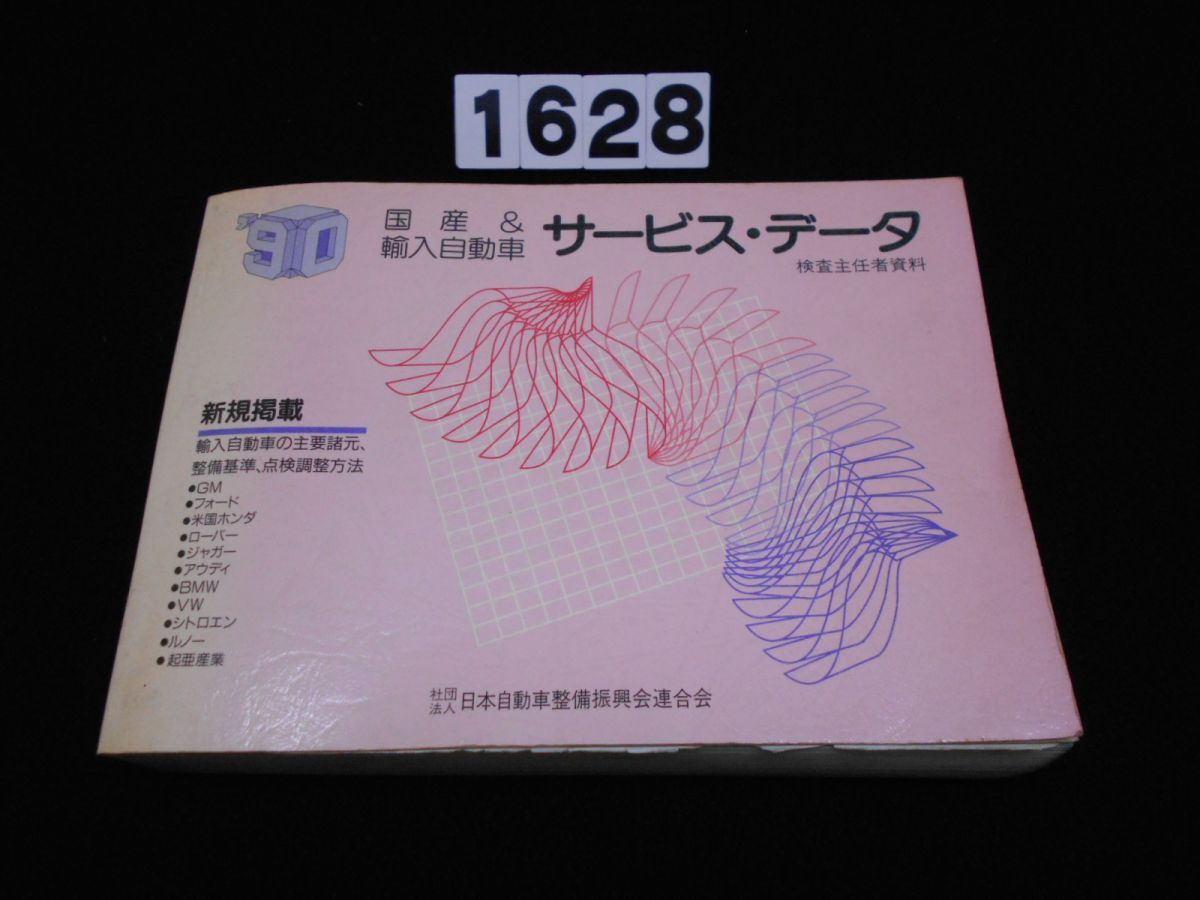 1628
'90
国産&
輸入自動車
サービス・データ
検査主任者資料
新規掲載
輸入自動車の主要諸元、
整備基準、点検調整方法
●GM
●フォード
●米国ホンダ
●ローバー
●ジャガー
●アウディ
●BMW
●VW
●シトロエン
●ルノー
●起亜産業
社団
法人 日本自動車整備振興会連合会